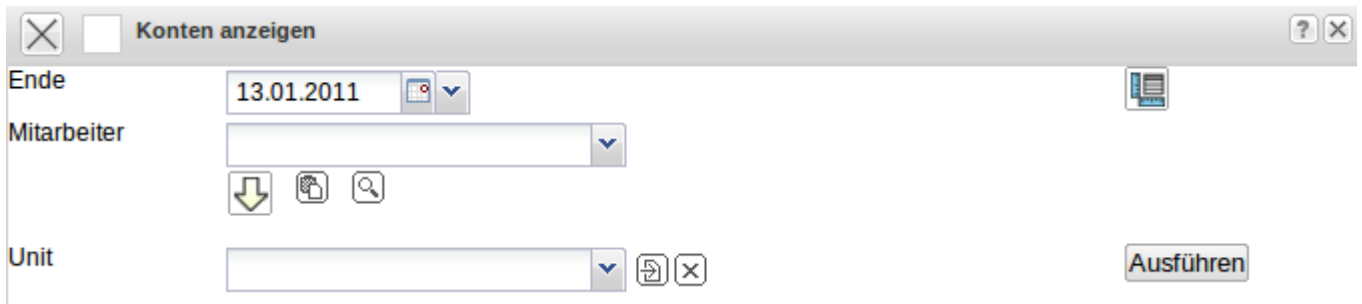 Konten anzeigen
Ende 13.01.2011
Mitarbeiter
Unit Ausführen